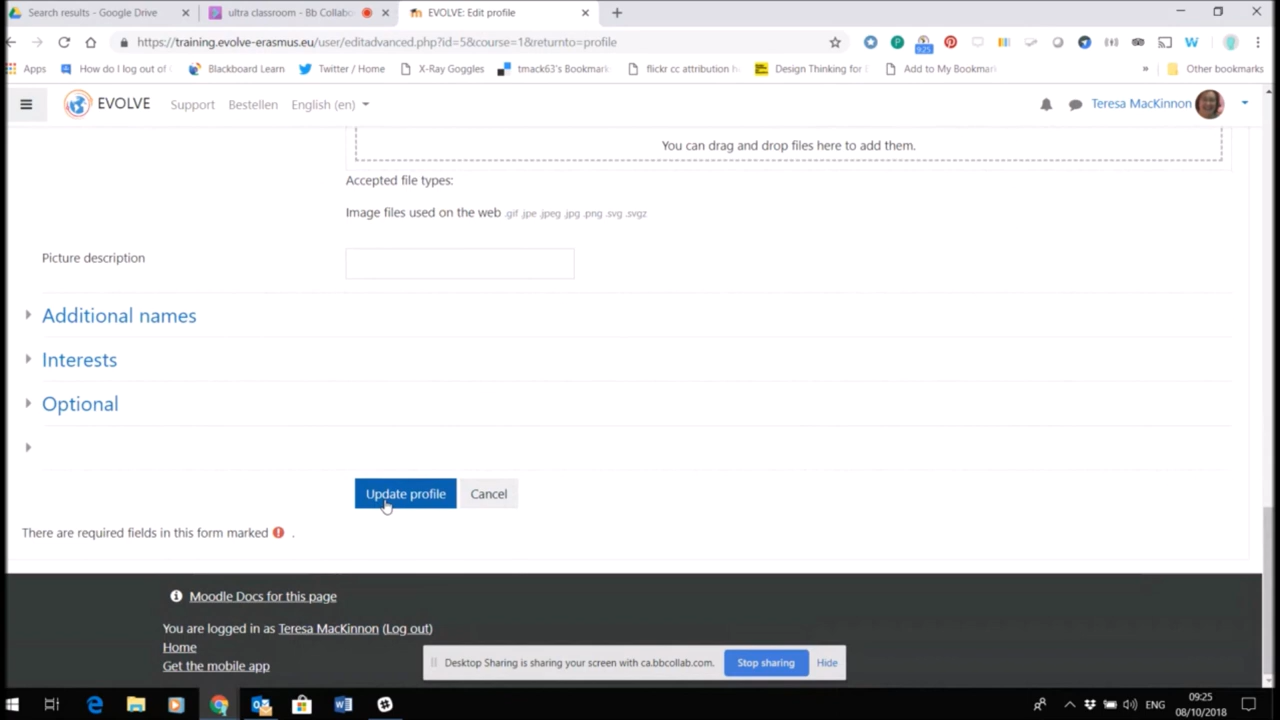 Search results - Google Drive
ultra classroom - Bb Collabo
EVOLVE: Edit profile
https://training.evolve-erasmus.eu/user/editadvanced.php?id=5&course=1&returnto=profile
9:25
Apps
How do I log out of
Blackboard Learn
Twitter / Home
X-Ray Goggles
tmack63's Bookmark
flickr cc attribution h
Design Thinking for
Add to My Bookmar
»
Other bookmarks
EVOLVE
Support
Bestellen
English (en)
Teresa MacKinnon
You can drag and drop files here to add them.
Accepted file types:
Image files used on the web .gif .jpe .jpeg .jpg .png .svg .svgz
Picture description
Additional names
Interests
Optional
Update profile
Cancel
There are required fields in this form marked ! .
Moodle Docs for this page
You are logged in as Teresa MacKinnon (Log out)
Home
Get the mobile app
Desktop Sharing is sharing your screen with ca.bbcollab.com.
Stop sharing
Hide
ENG
09:25
08/10/2018